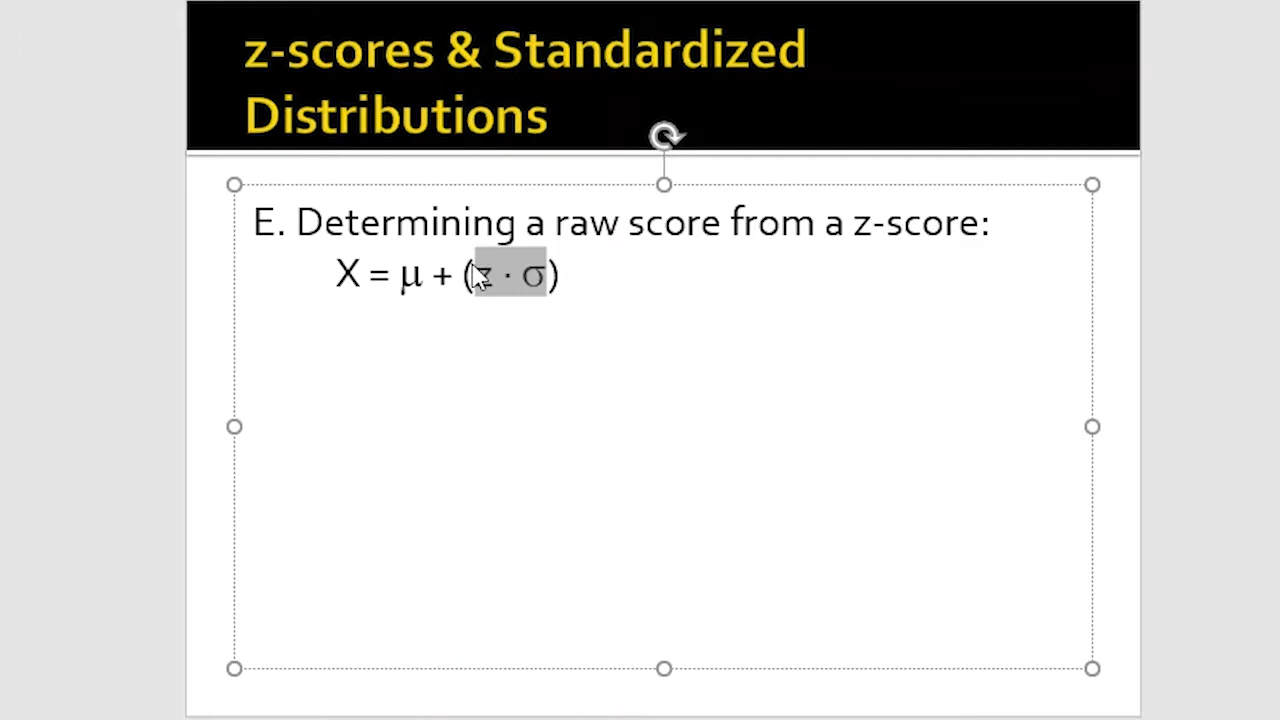 z-scores & Standardized
Distributions
E. Determining a raw score from a z-score:
X = μ + (z · σ)